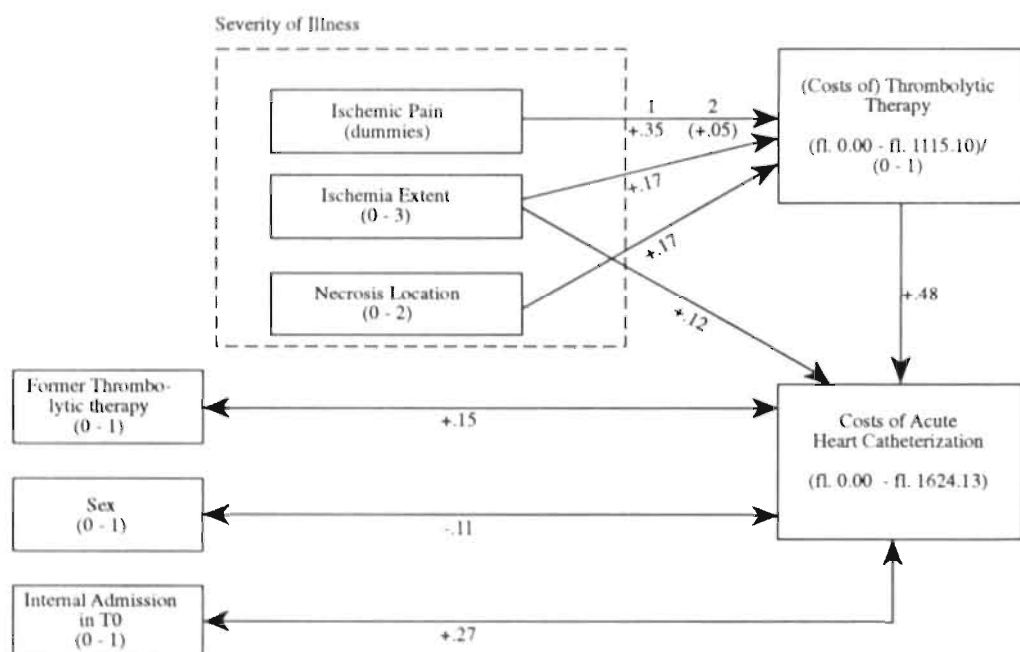 Severity of Illness
Ischemic Pain
(dummies)
1 2
+.35 (+.05)
(Costs of) Thrombolytic
Therapy
(fl. 0.00 - fl. 1115.10)/
(0 - 1)
Ischemia Extent
(0 - 3)
+.17
Necrosis Location
(0 - 2)
+.17
+.12
+.48
Former Thrombo-
lytic therapy
(0 - 1)
+.15
Costs of Acute
Heart Catheterization
(fl. 0.00 - fl. 1624.13)
Sex
(0 - 1)
-.11
Internal Admission
in T0
(0 - 1)
+.27